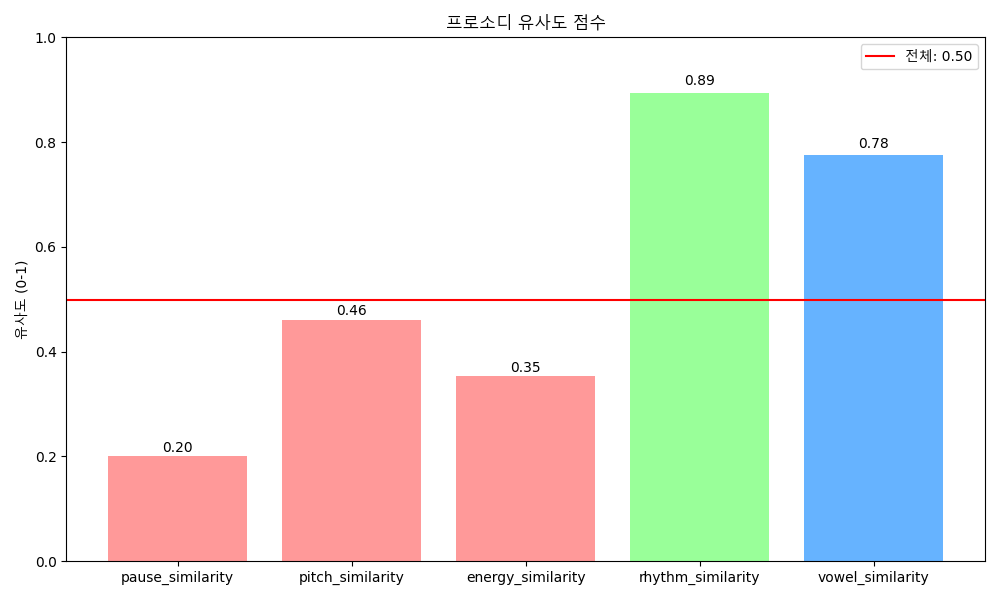 프로소디 유사도 점수
전체: 0.50
유사도 (0-1)
1.0
0.8
0.6
0.4
0.2
0.0
0.20
0.46
0.35
0.89
0.78
pause_similarity
pitch_similarity
energy_similarity
rhythm_similarity
vowel_similarity